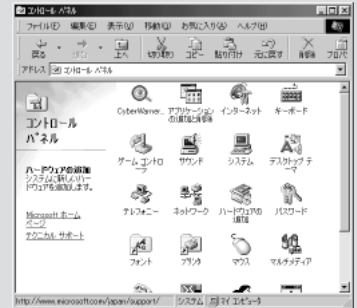 コントロール パネル
ファイル(F) 編集(E) 表示(V) 移動(G) お気に入り(A) ヘルプ(H)
戻る 進む 上へ 切り取り コピー 貼り付け 元に戻す 削除 プロパ
アドレス コントロール パネル
コントロール
パネル
ハードウェアの追加
システムに新しいハー
ドウェアを追加します。
Microsoft ホーム
ページ
テクニカル サポート
CyberWarner...
アプリケーション
の追加と削除
インターネット
キーボード
ゲーム コントロ
ーラ
サウンド
システム
デスクトップ テ
ーマ
テレフォニー
ネットワーク
ハードウェアの
追加
パスワード
フォント
プリンタ
マウス
マルチメディア
http://www.microsoft.com/japan/support/ システム マイ コンピュータ